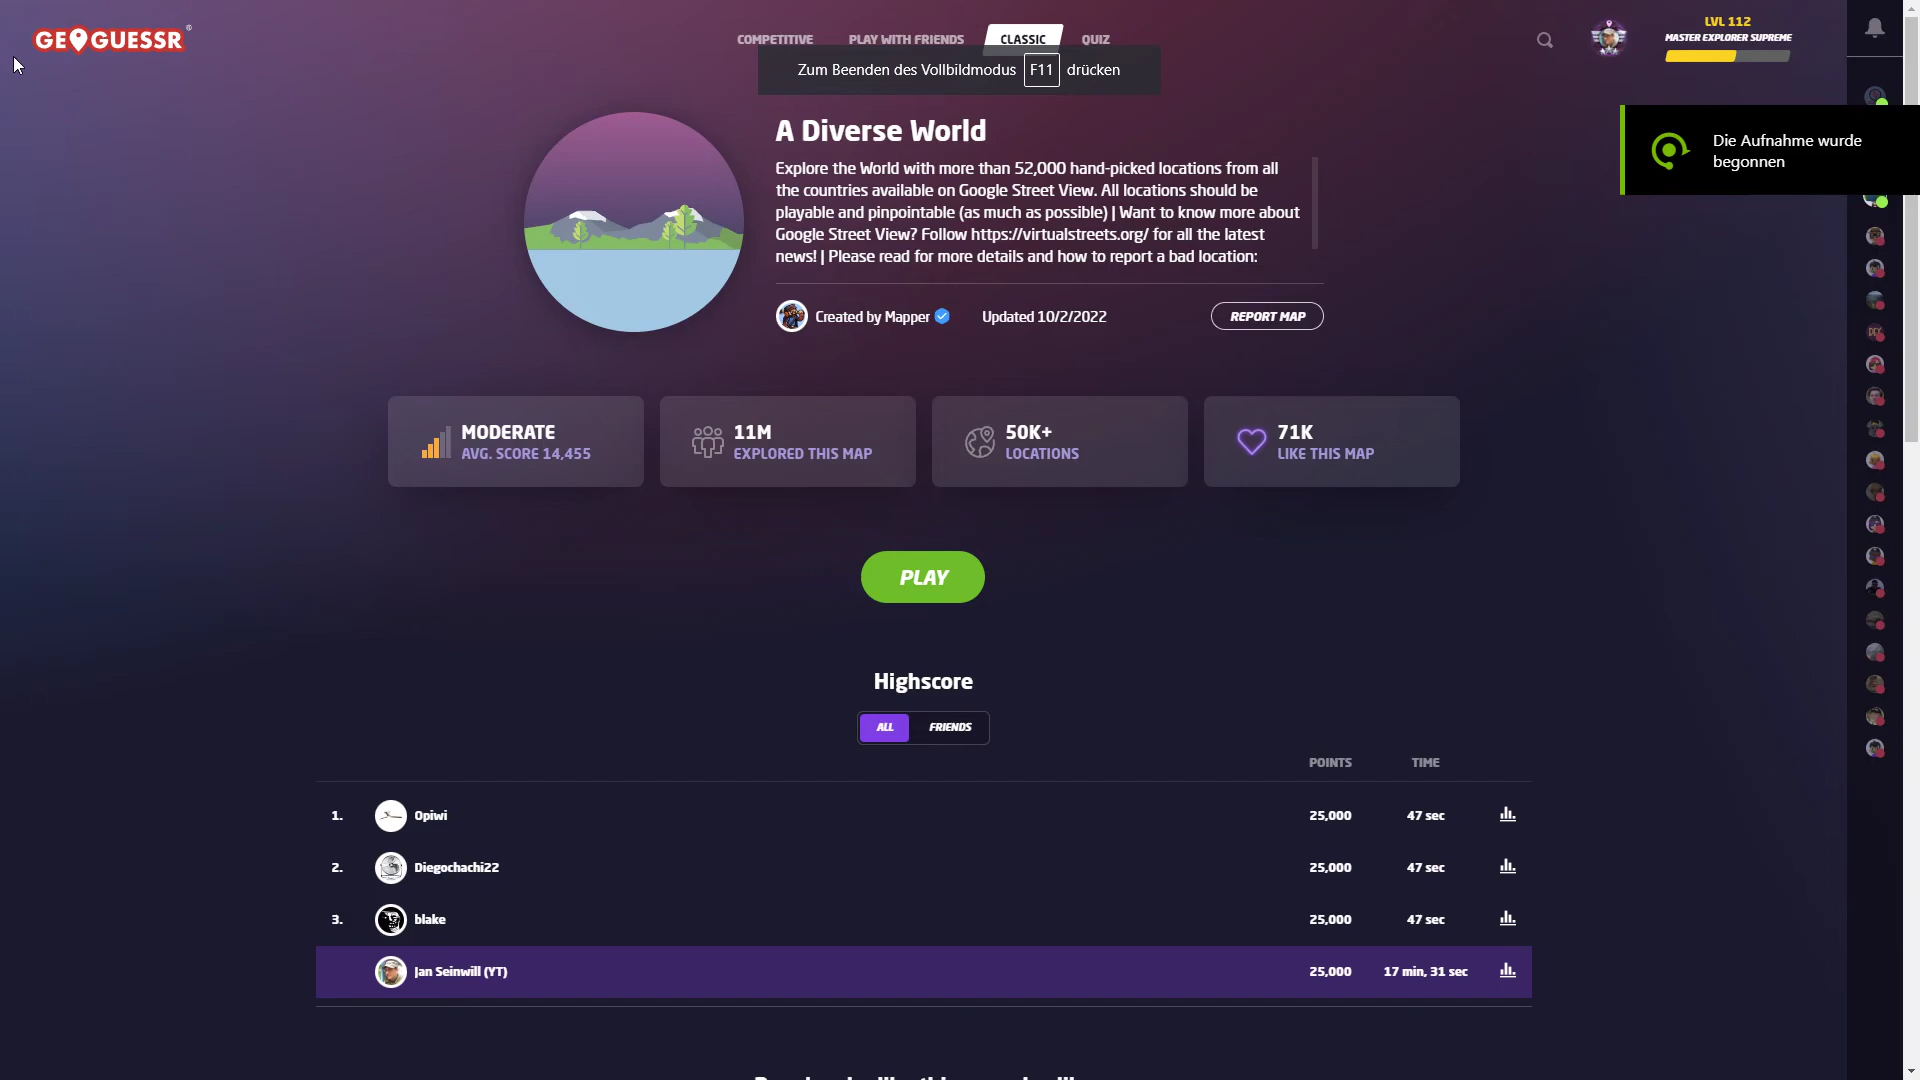 GEOGUESSR®
COMPETITIVE
PLAY WITH FRIENDS
CLASSIC
QUIZ
LVL 112
MASTER EXPLORER SUPREME
Zum Beenden des Vollbildmodus F11 drücken
Die Aufnahme wurde
begonnen
A Diverse World
Explore the World with more than 52,000 hand-picked locations from all
the countries available on Google Street View. All locations should be
playable and pinpointable (as much as possible) | Want to know more about
Google Street View? Follow https://virtualstreets.org/ for all the latest
news! | Please read for more details and how to report a bad location:
Created by Mapper
Updated 10/2/2022
REPORT MAP
MODERATE
AVG. SCORE 14,455
11M
EXPLORED THIS MAP
50K+
LOCATIONS
71K
LIKE THIS MAP
PLAY
Highscore
ALL
FRIENDS
POINTS
TIME
1. Opiwi 25,000 47 sec
2. Diegochachi22 25,000 47 sec
3. blake 25,000 47 sec
Jan Seinwill (YT) 25,000 17 min, 31 sec